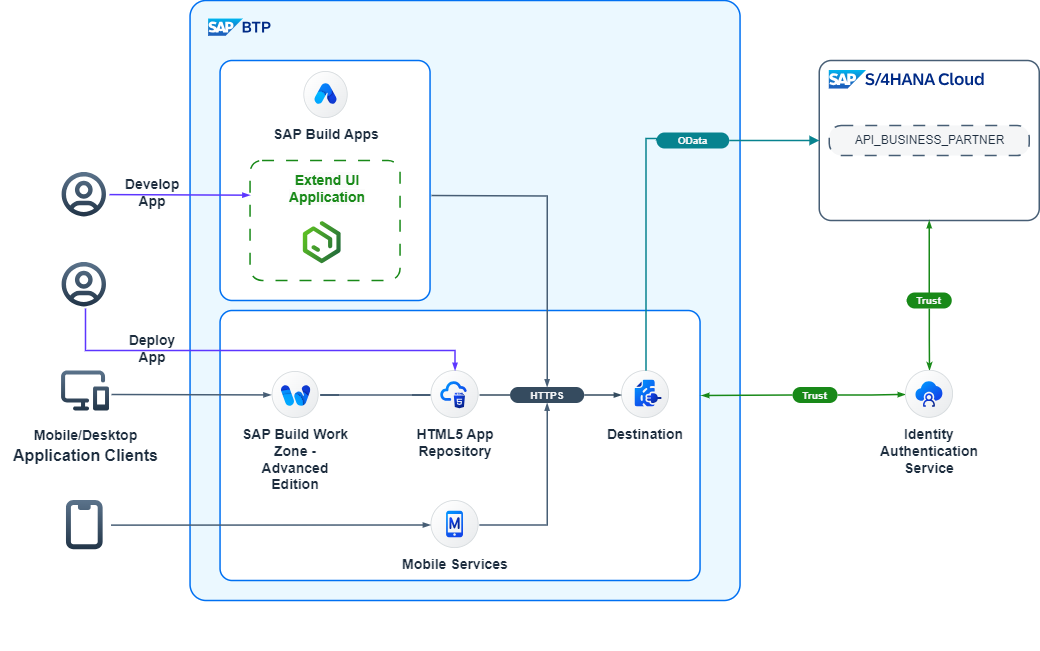 SAP BTP
SAP S/4HANA Cloud
SAP Build Apps
OData
API_BUSINESS_PARTNER
Extend UI
Application
Develop
App
Trust
Deploy
App
HTTPS
Trust
Mobile/Desktop
Application Clients
SAP Build Work
Zone -
Advanced
Edition
HTML5 App
Repository
Destination
Identity
Authentication
Service
M
Mobile Services